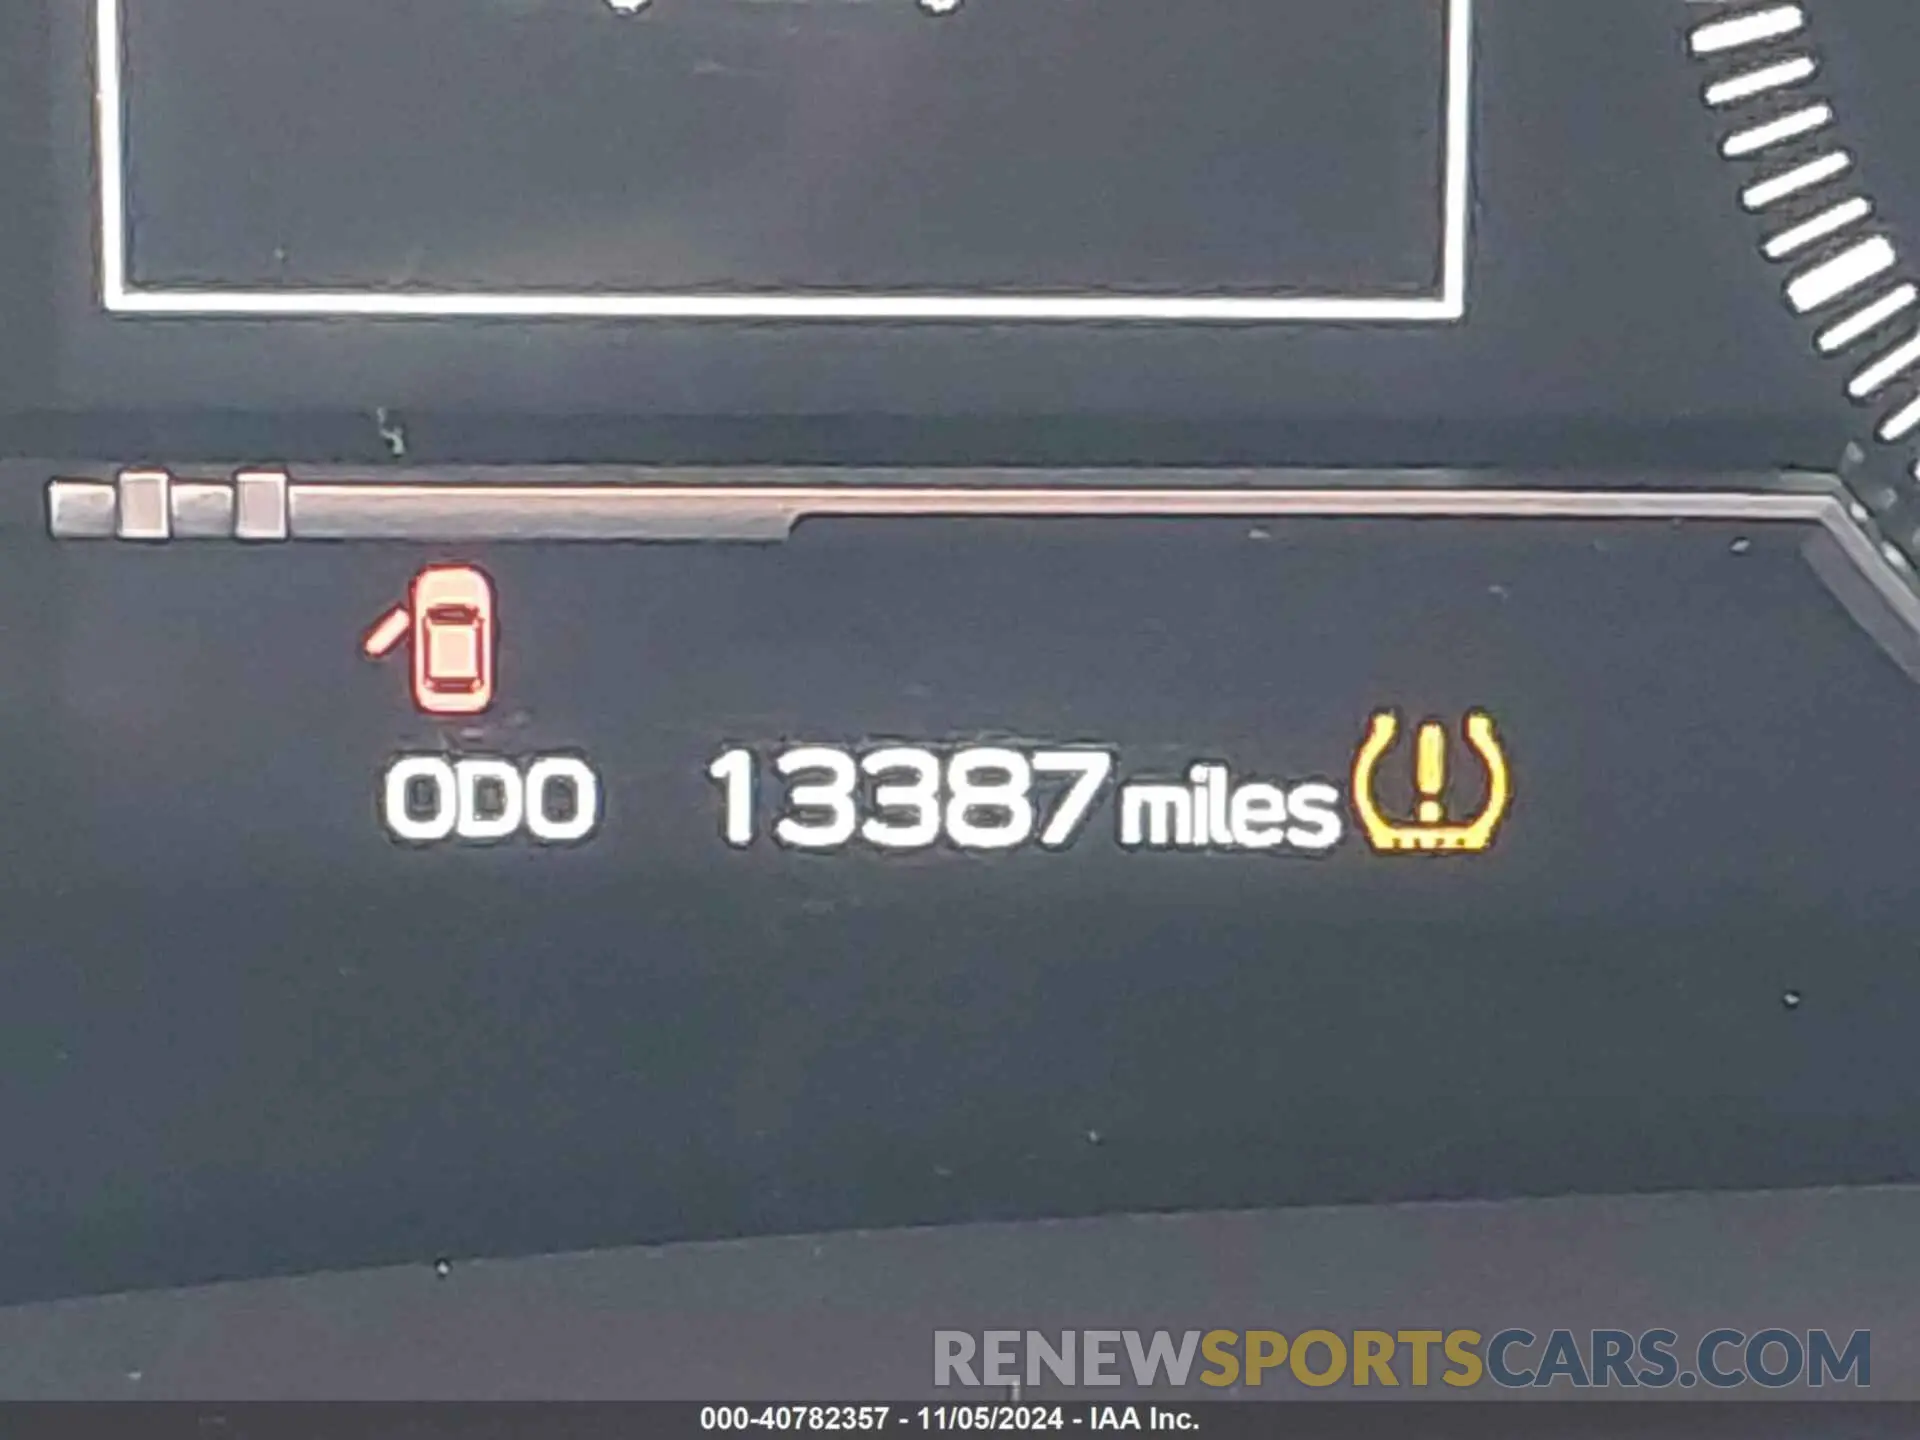 ODO 13387 miles
RENEWSPORTSCARS.COM
000-40782357 - 11/05/2024 - IAA Inc.